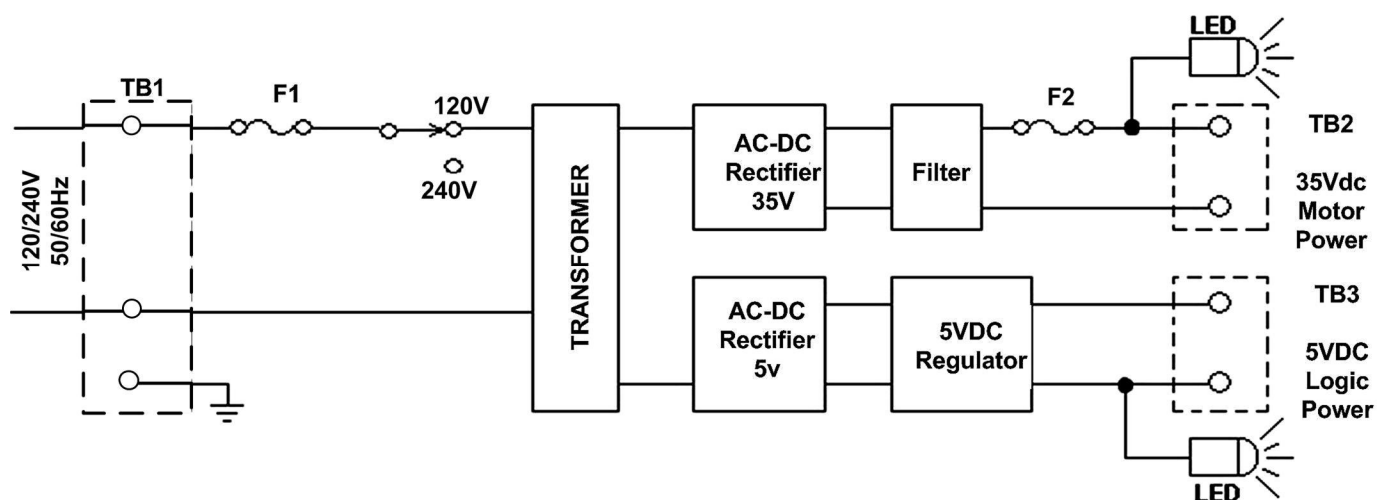 LED
TB1
F1
120V
240V
120/240V
50/60Hz
TRANSFORMER
AC-DC
Rectifier
35V
Filter
F2
TB2
35Vdc
Motor
Power
AC-DC
Rectifier
5v
5VDC
Regulator
TB3
5VDC
Logic
Power
LED